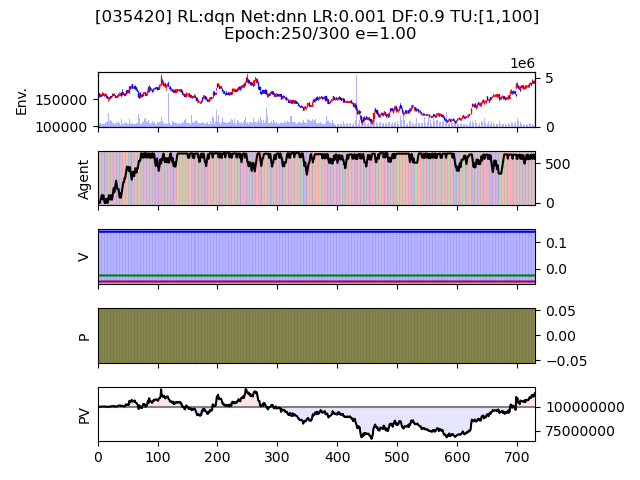 [035420] RL:dqn Net:dnn LR:0.001 DF:0.9 TU:[1,100]
Epoch:250/300 e=1.00
1e6
Env.
150000
100000
5
0
Agent
500
0
V
0.1
0.0
P
0.05
0.00
−0.05
PV
100000000
75000000
0 100 200 300 400 500 600 700